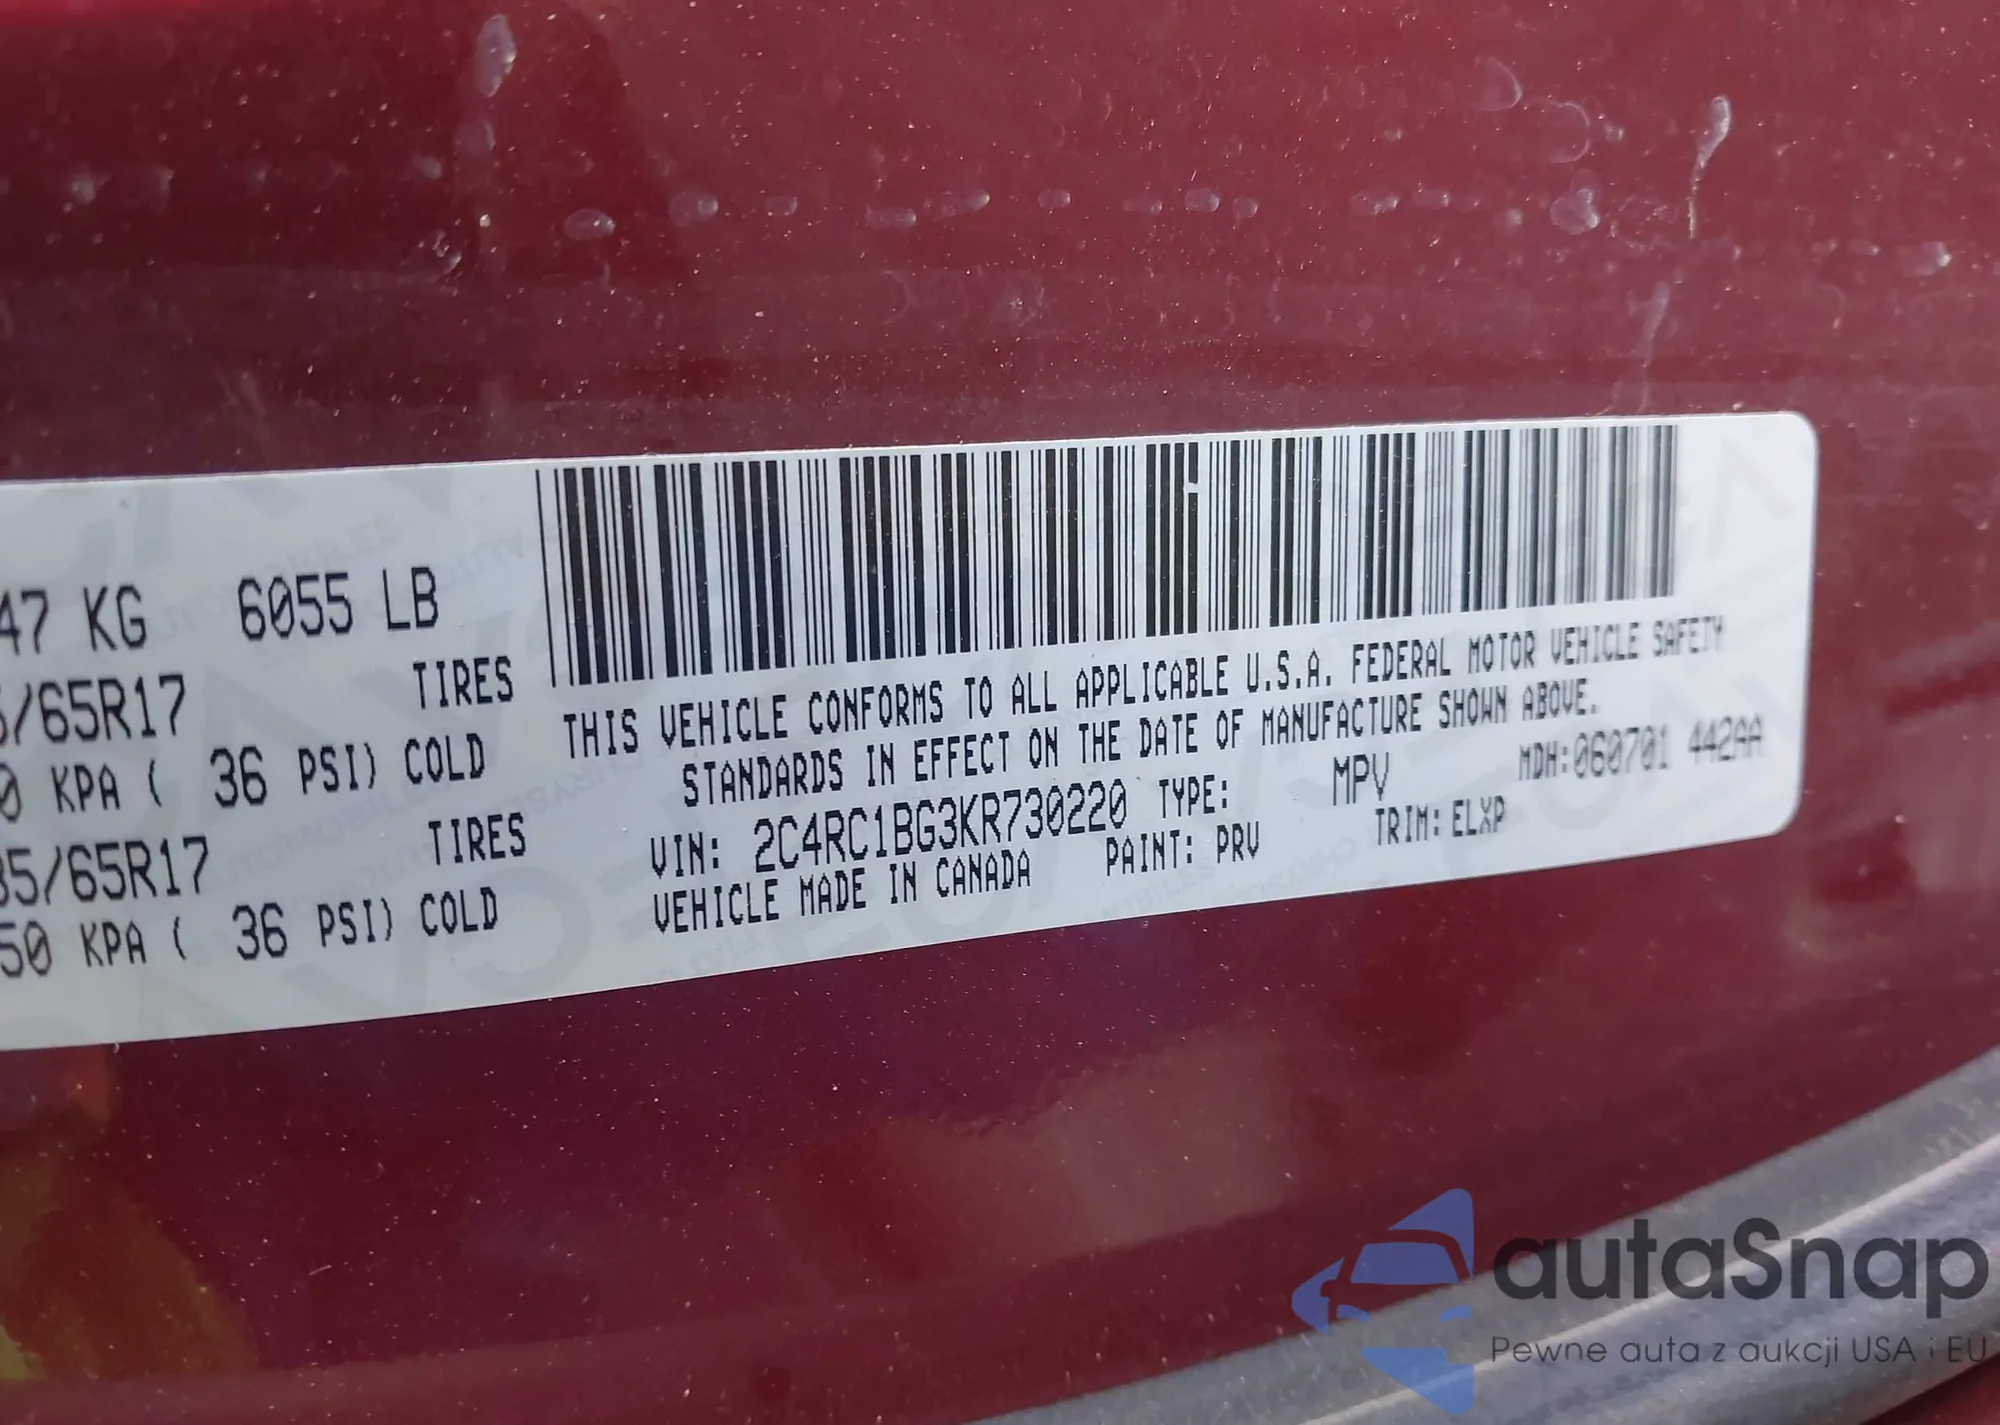 47 KG 6055 LB
5/65R17 TIRES
0 KPA ( 36 PSI) COLD
35/65R17 TIRES
50 KPA ( 36 PSI) COLD
THIS VEHICLE CONFORMS TO ALL APPLICABLE U.S.A. FEDERAL MOTOR VEHICLE SAFETY
STANDARDS IN EFFECT ON THE DATE OF MANUFACTURE SHOWN ABOVE.
VIN: 2C4RC1BG3KR730220 TYPE: MPV MDH:060701 442AA
VEHICLE MADE IN CANADA PAINT: PRV TRIM: ELXP
autaSnap
Pewne auta z aukcji USA i EU